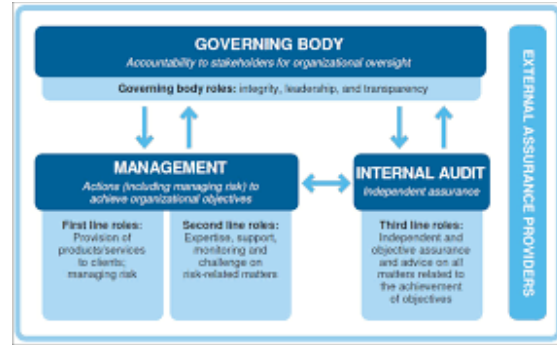 GOVERNING BODY
Accountability to stakeholders for organizational oversight
Governing body roles: integrity, leadership, and transparency
MANAGEMENT
Actions (including managing risk) to
achieve organizational objectives
First line roles:
Provision of
products/services
to clients;
managing risk
Second line roles:
Expertise, support,
monitoring and
challenge on
risk-related matters
INTERNAL AUDIT
Independent assurance
Third line roles:
Independent and
objective assurance
and advice on all
matters related to
the achievement
of objectives
EXTERNAL ASSURANCE PROVIDERS